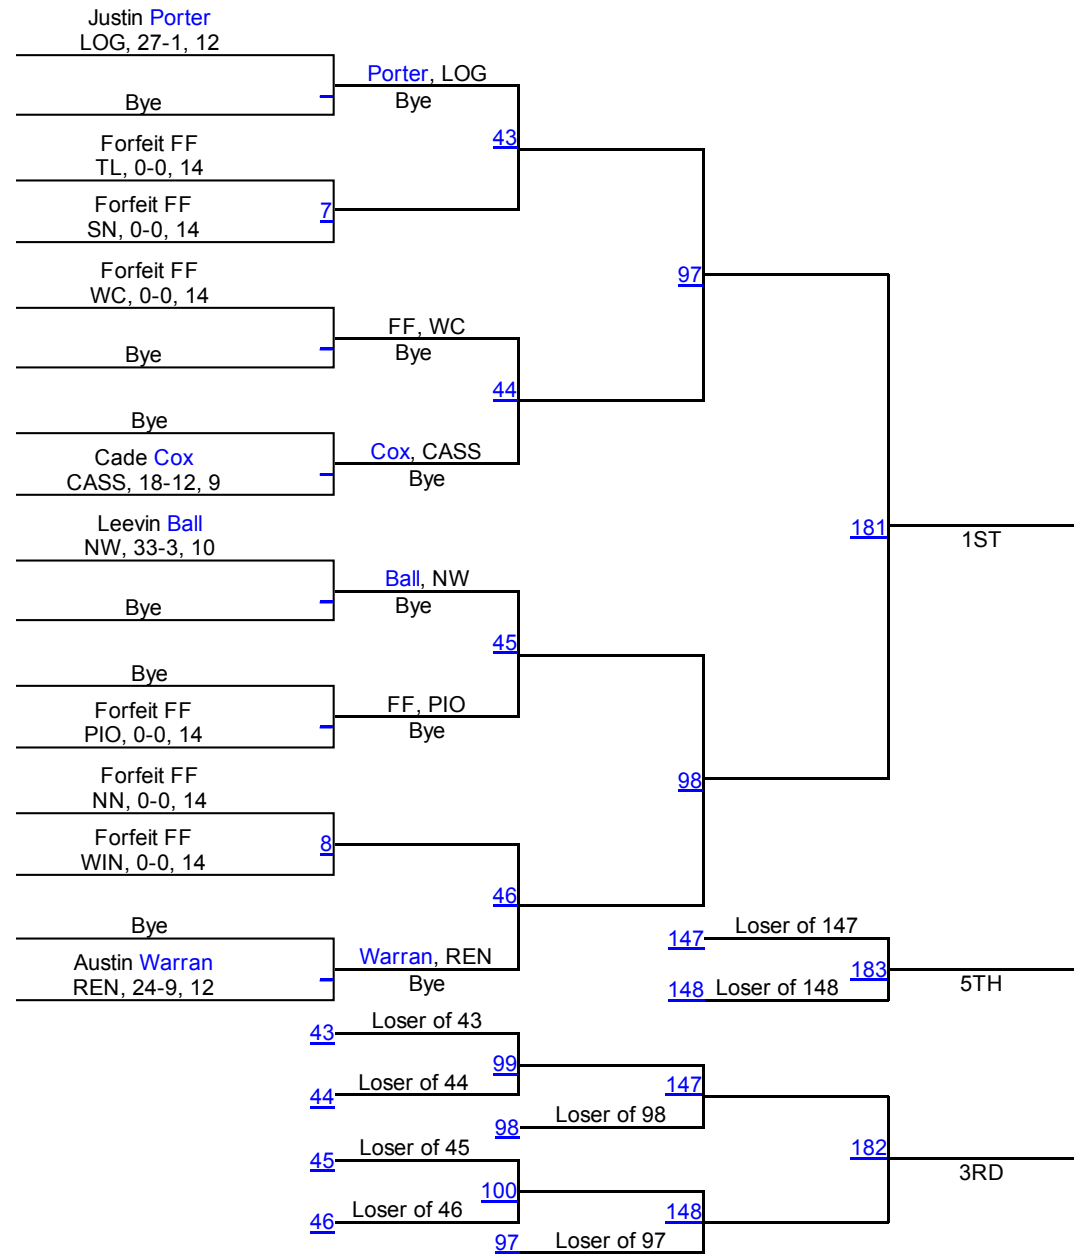 Justin Porter
LOG, 27-1, 12
Porter, LOG
Bye
Bye
43
Forfeit FF
TL, 0-0, 14
Forfeit FF
SN, 0-0, 14
7
97
Forfeit FF
WC, 0-0, 14
FF, WC
Bye
Bye
44
Bye
Cox, CASS
Cade Cox
CASS, 18-12, 9
Bye
181
1ST
Leevin Ball
NW, 33-3, 10
Ball, NW
Bye
Bye
45
Bye
FF, PIO
Forfeit FF
PIO, 0-0, 14
Bye
98
Forfeit FF
NN, 0-0, 14
Forfeit FF
WIN, 0-0, 14
8
46
Bye
Warran, REN
Austin Warran
REN, 24-9, 12
Bye
147 Loser of 147
183
5TH
148 Loser of 148
43 Loser of 43
99
44 Loser of 44
147
98 Loser of 98
45 Loser of 45
182
3RD
100
46 Loser of 46
148
97 Loser of 97